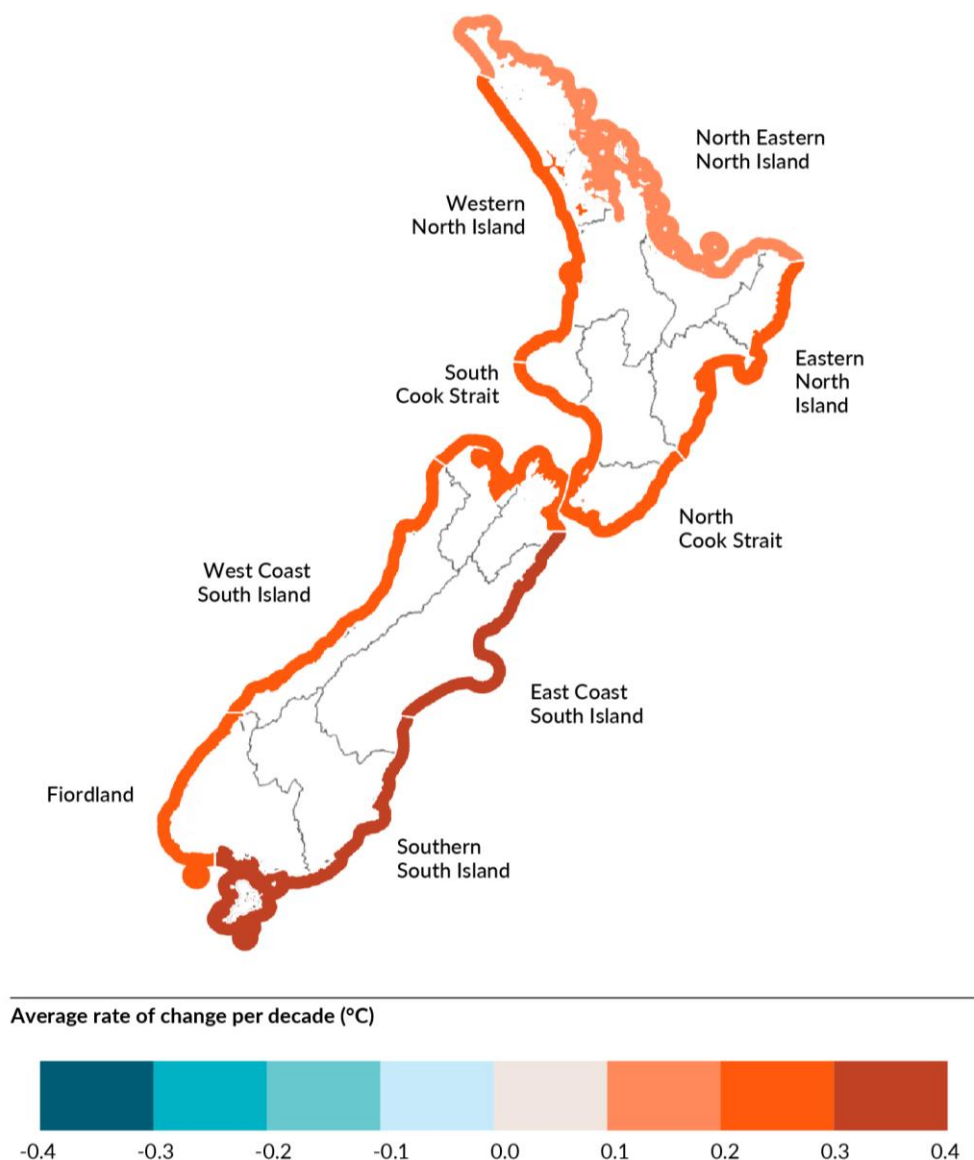 North Eastern
North Island
Western
North Island
South
Cook Strait
Eastern
North
Island
North
Cook Strait
West Coast
South Island
East Coast
South Island
Fiordland
Southern
South Island
Average rate of change per decade (°C)
-0.4 -0.3 -0.2 -0.1 0.0 0.1 0.2 0.3 0.4